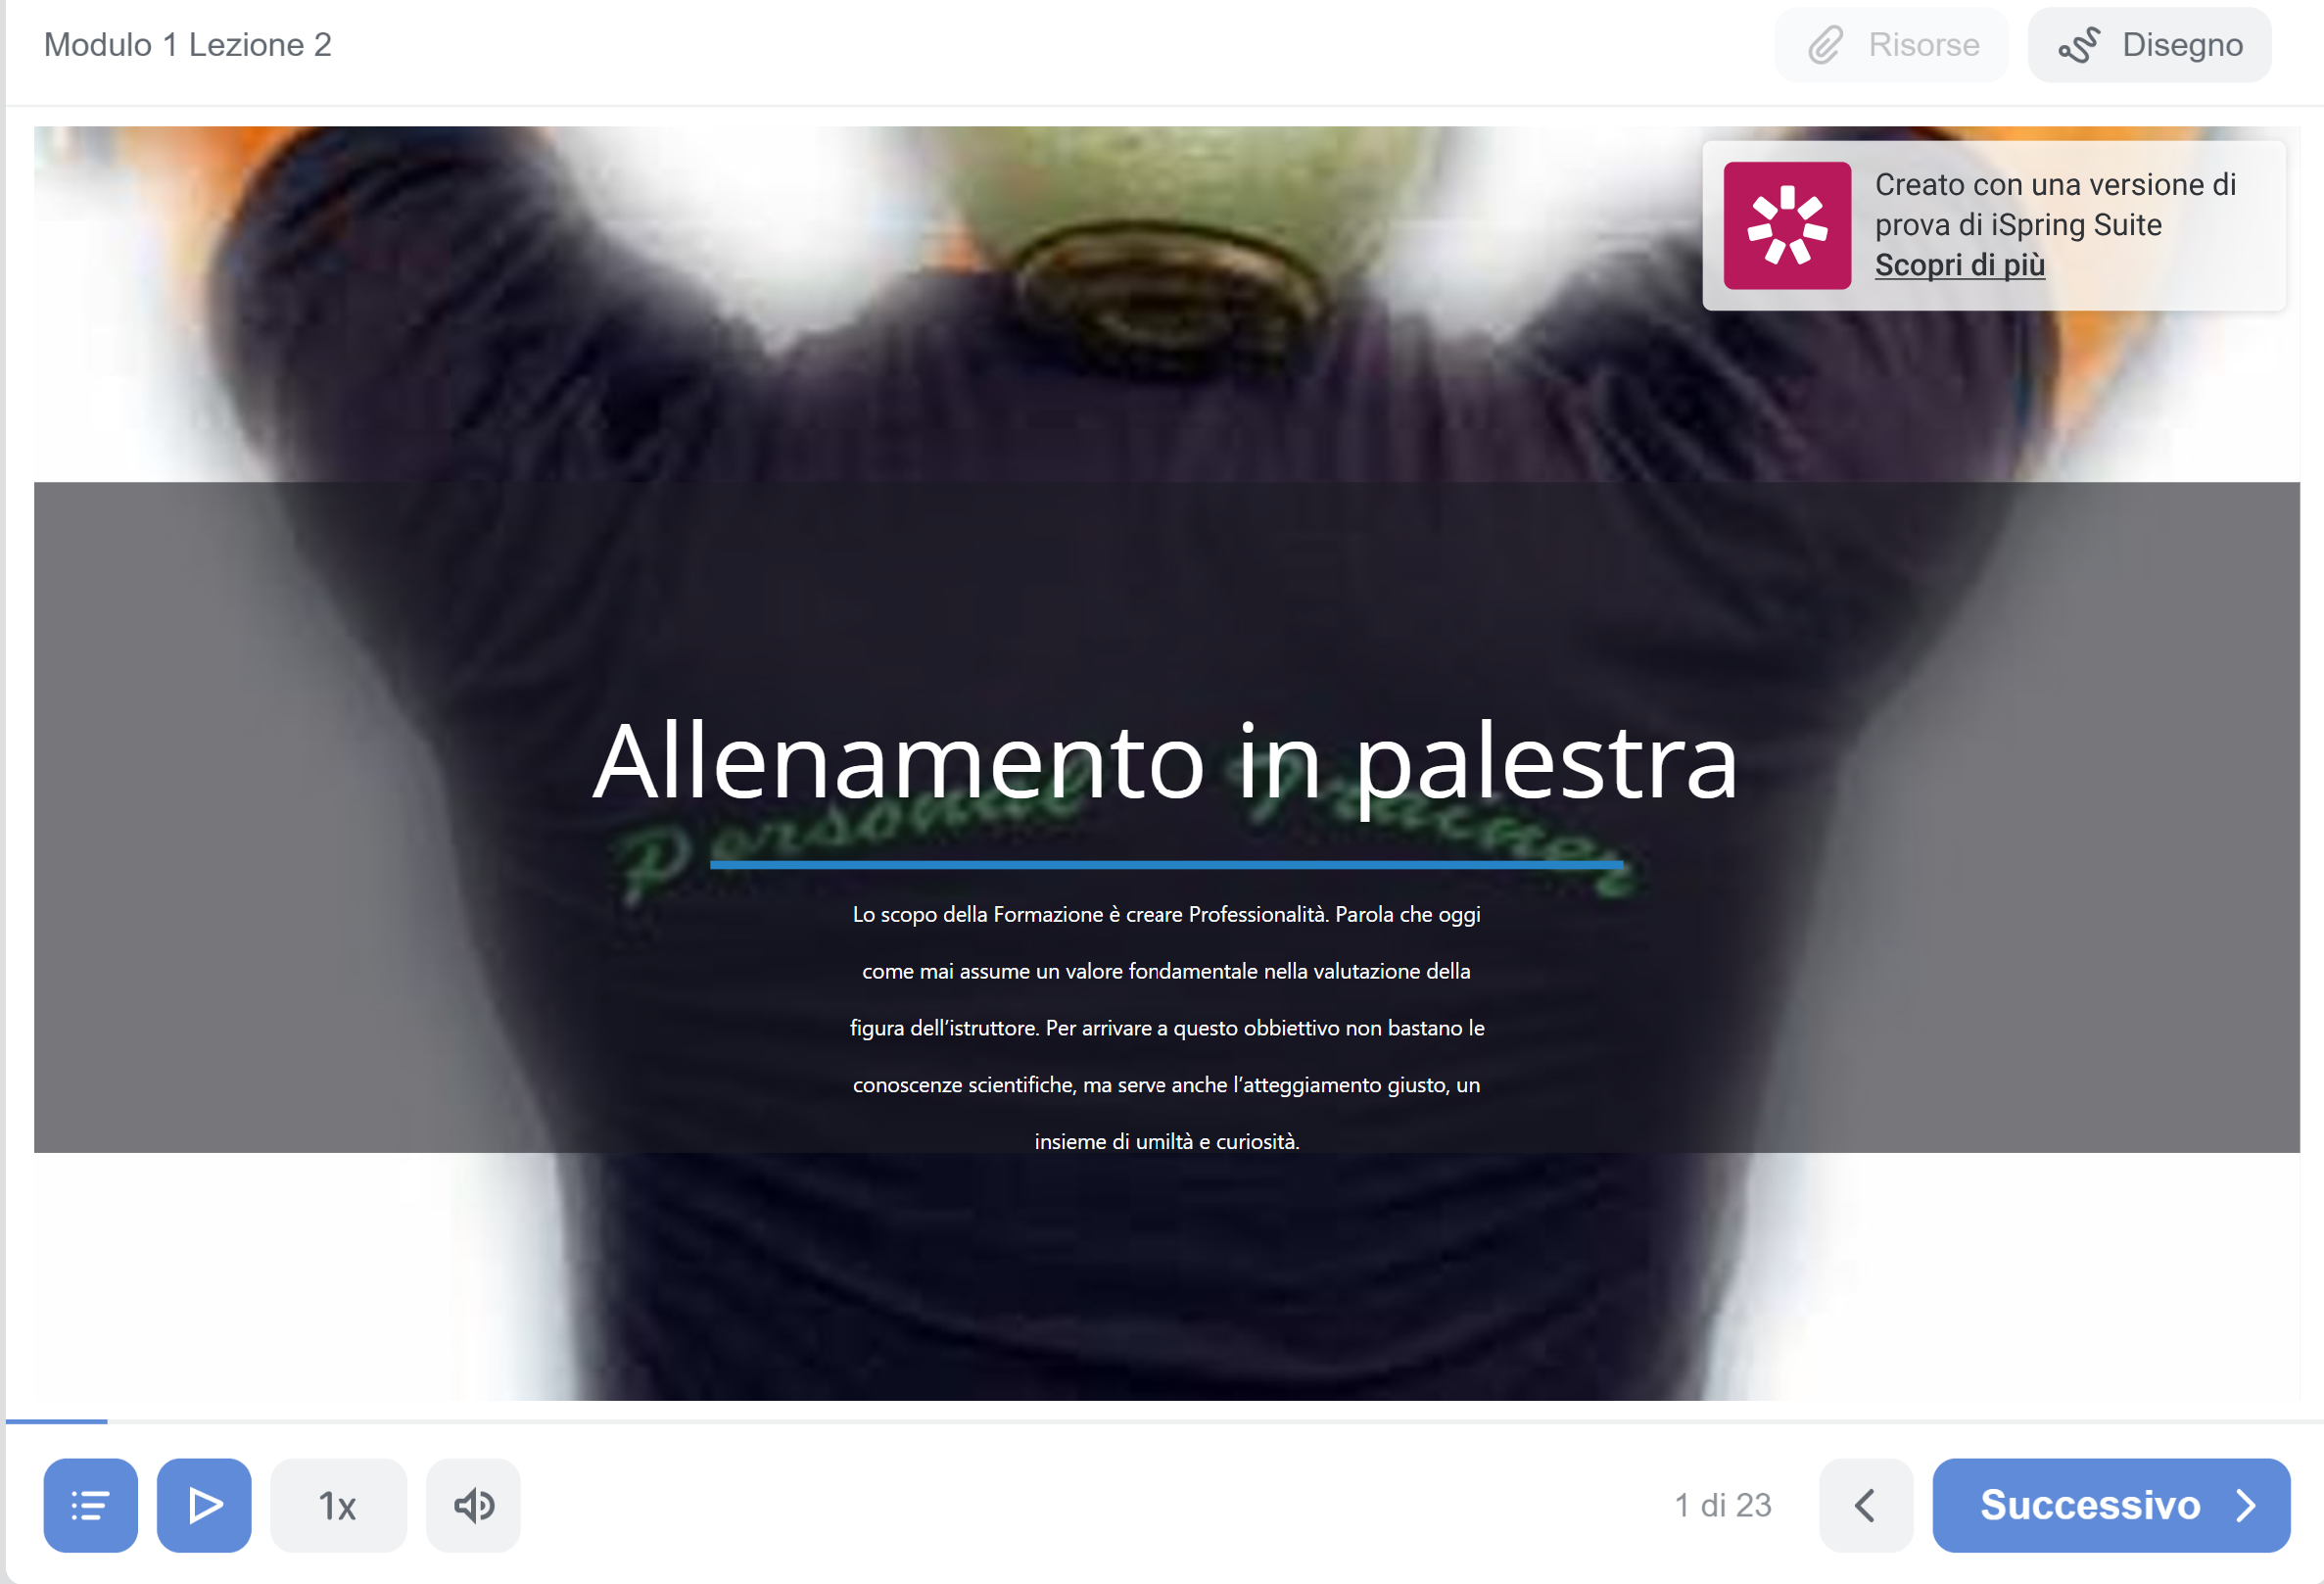 Modulo 1 Lezione 2
Risorse
Disegno
Creato con una versione di
prova di iSpring Suite
Scopri di più
Allenamento in palestra
Personal Trainer
Lo scopo della Formazione è creare Professionalità. Parola che oggi
come mai assume un valore fondamentale nella valutazione della
figura dell’istruttore. Per arrivare a questo obbiettivo non bastano le
conoscenze scientifiche, ma serve anche l’atteggiamento giusto, un
insieme di umiltà e curiosità.
1x
1 di 23
Successivo